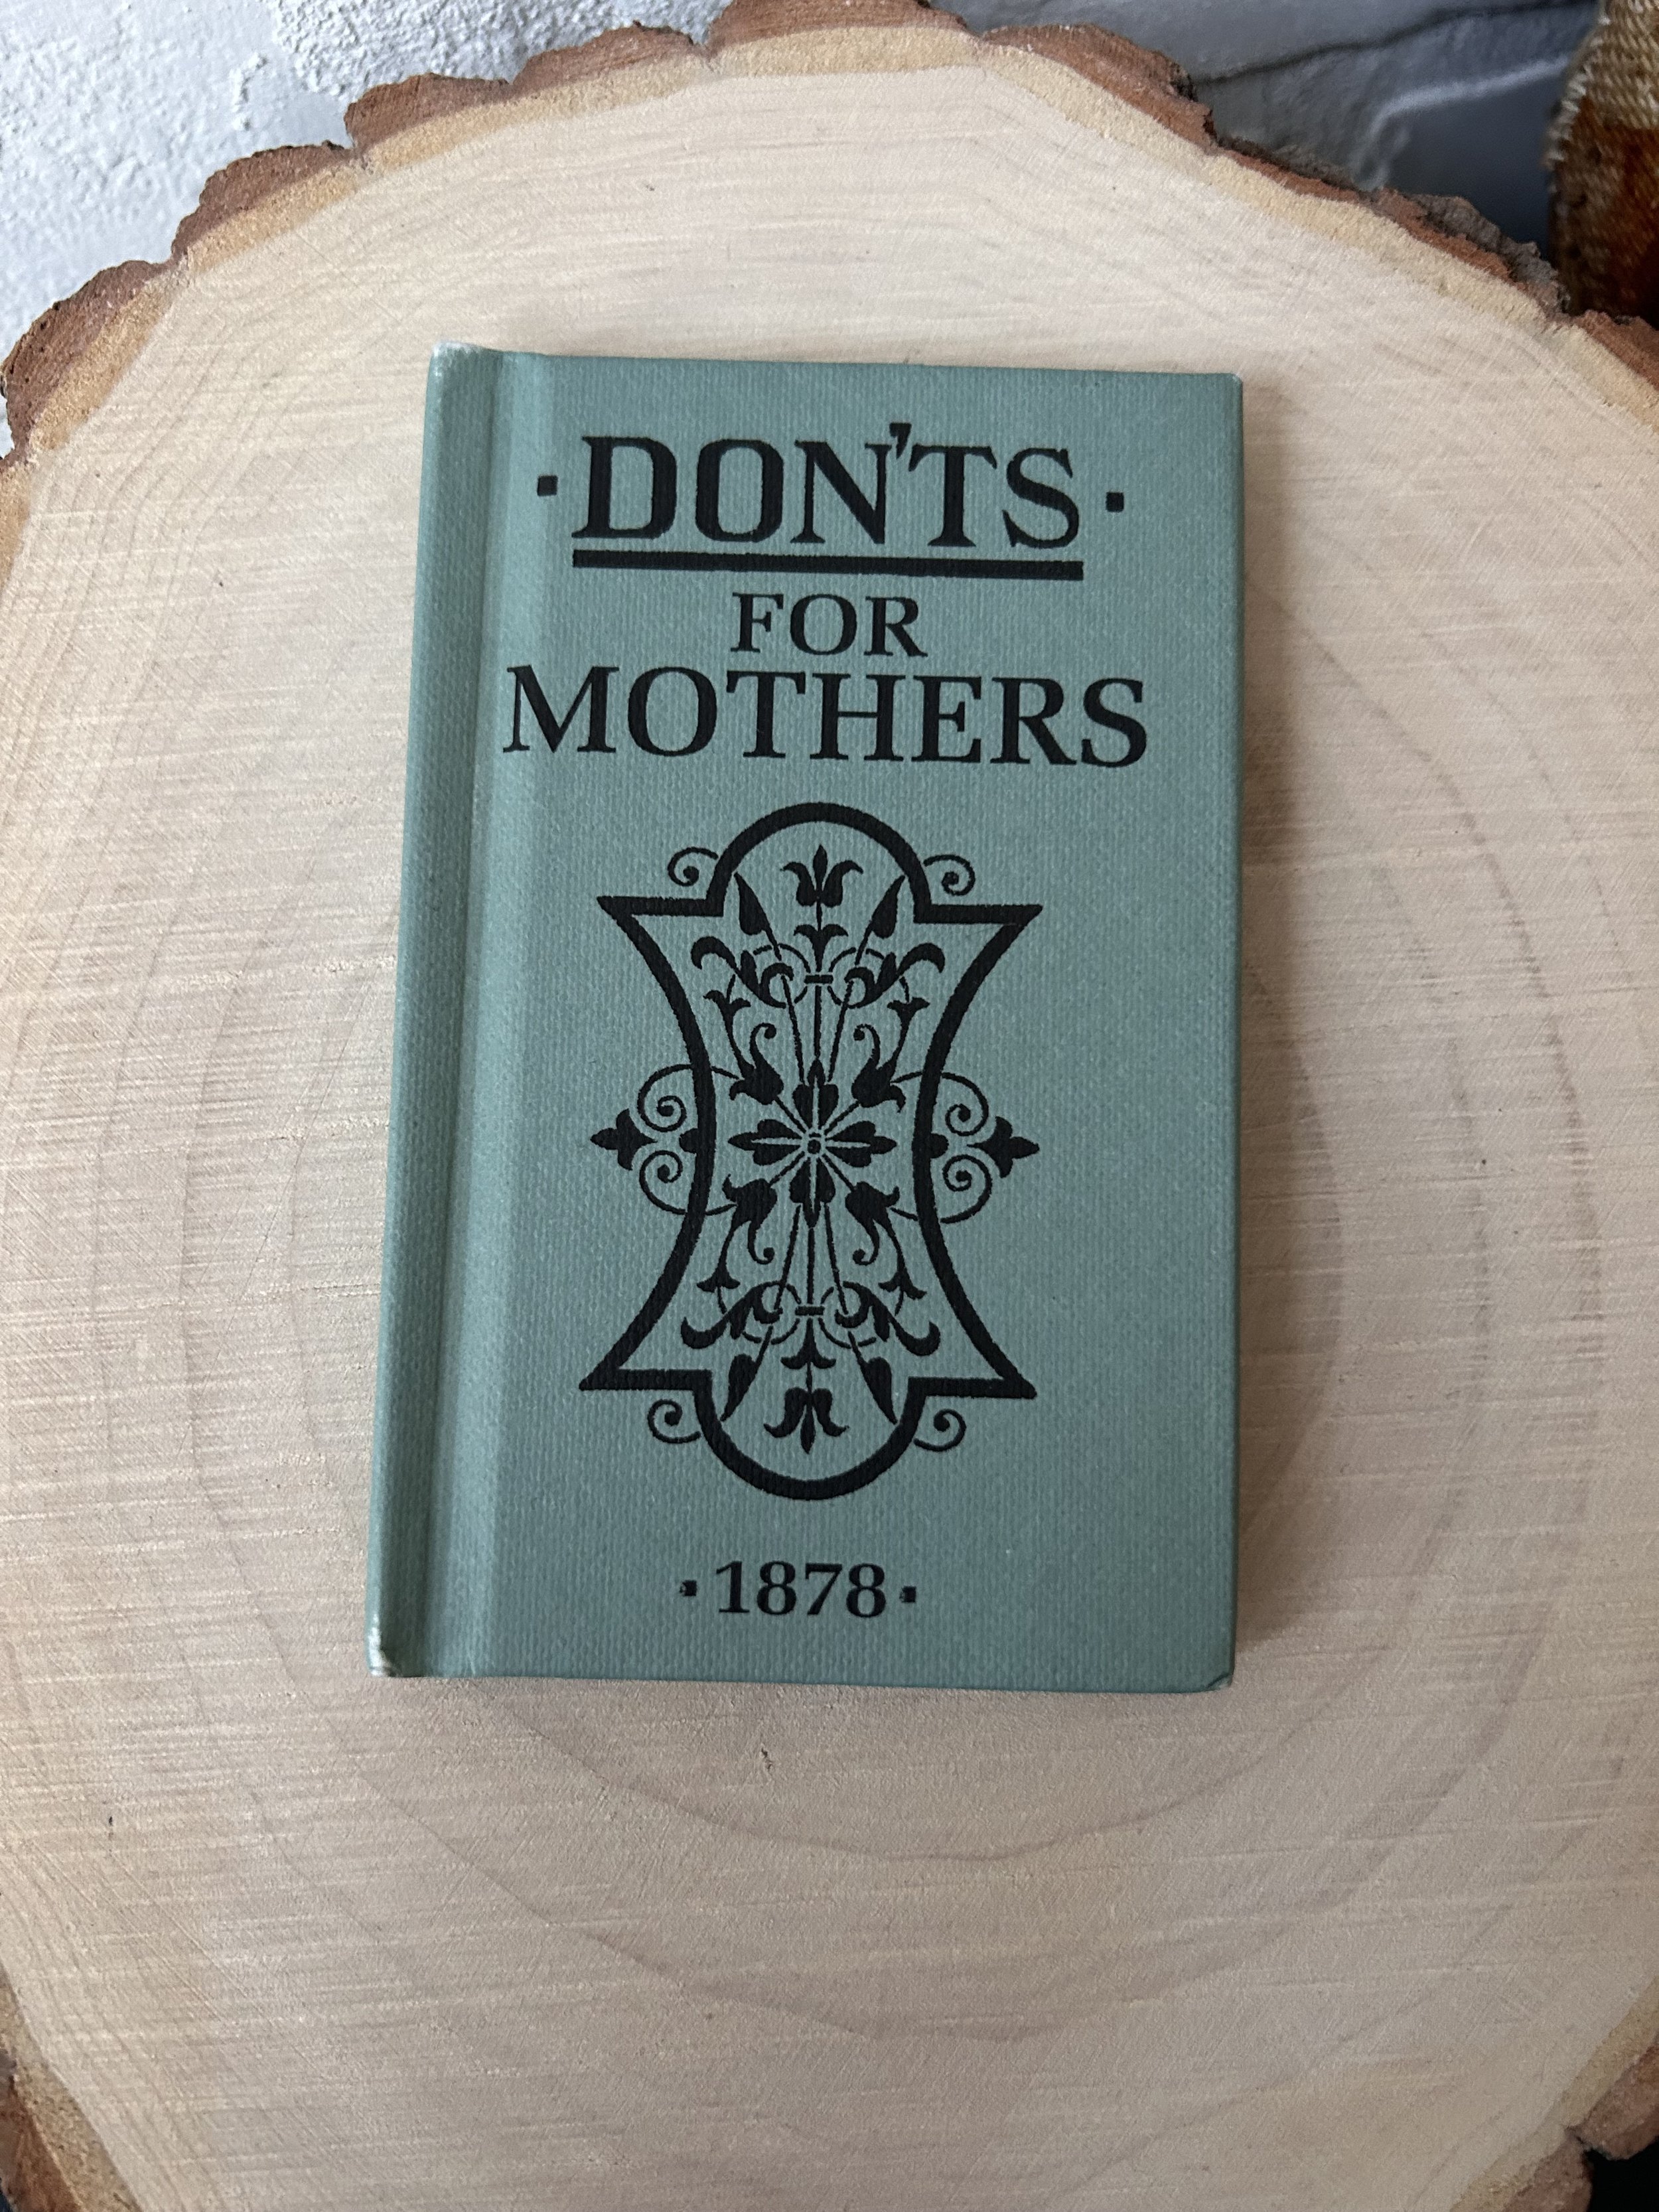 ·DON'TS·
FOR
MOTHERS
·1878·